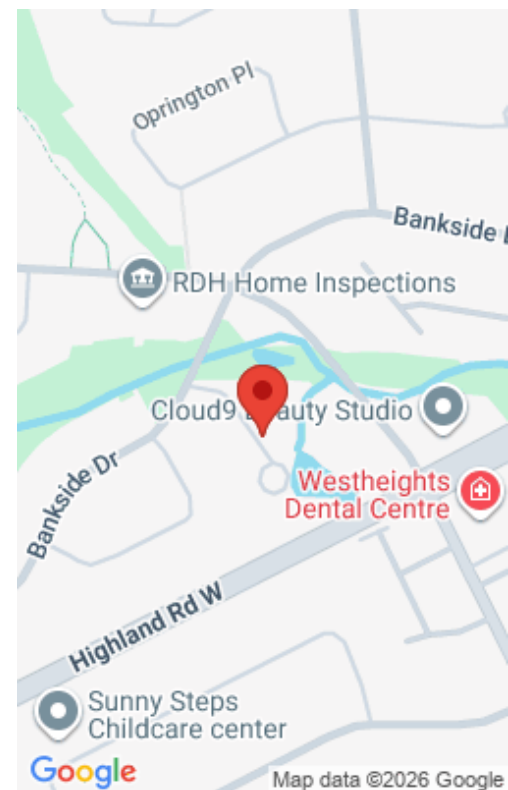 Oprington Pl
Bankside
RDH Home Inspections
Cloud9 Beauty Studio
Westheights
Dental Centre
Bankside Dr
Highland Rd W
Sunny Steps
Childcare center
Google
Map data ©2026 Google